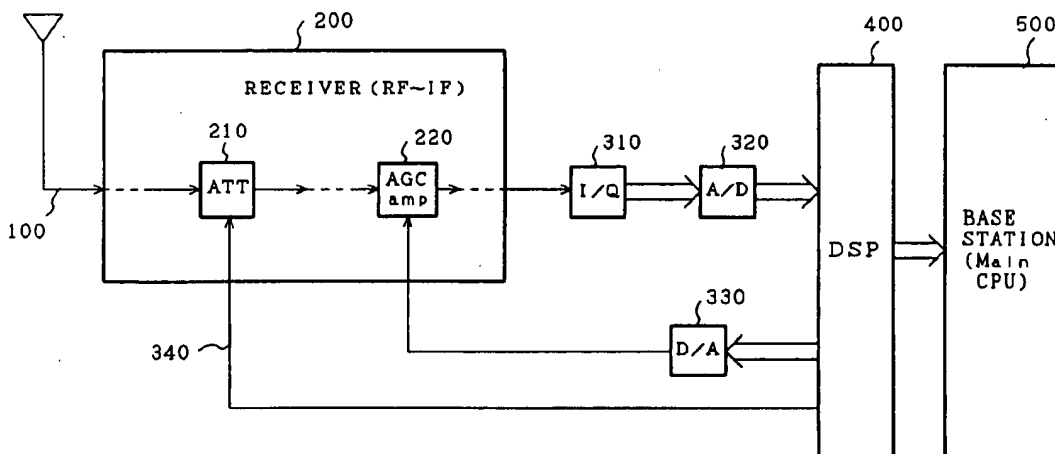 200
400
500
RECEIVER (RF~IF)
210
220
310
320
ATT
AGC
amp
I/Q
A/D
100
DSP
BASE
STATION
(Main
CPU)
330
340
D/A